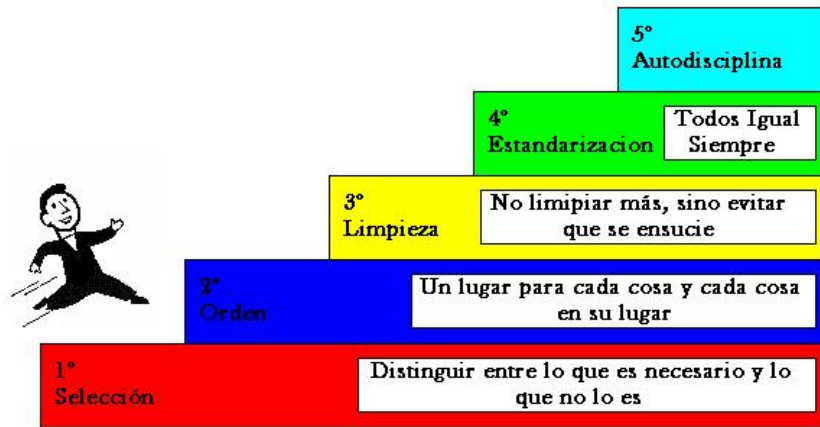 5°
Autodisciplina
4°
Estandarizacion
Todos Igual
Siempre
3°
Limpieza
No limipiar más, sino evitar
que se ensucie
2°
Orden
Un lugar para cada cosa y cada cosa
en su lugar
1°
Selección
Distinguir entre lo que es necesario y lo
que no lo es